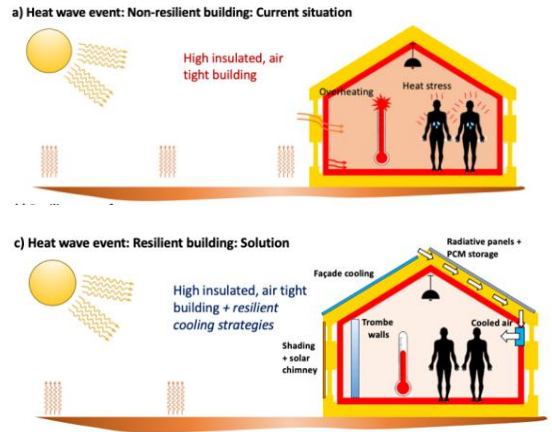 a) Heat wave event: Non-resilient building: Current situation
High insulated, air
tight building
Overheating
Heat stress
c) Heat wave event: Resilient building: Solution
Radiative panels +
PCM storage
Façade cooling
High insulated, air tight
building + resilient
cooling strategies
Trombe
walls
Cooled air
Shading
+ solar
chimney